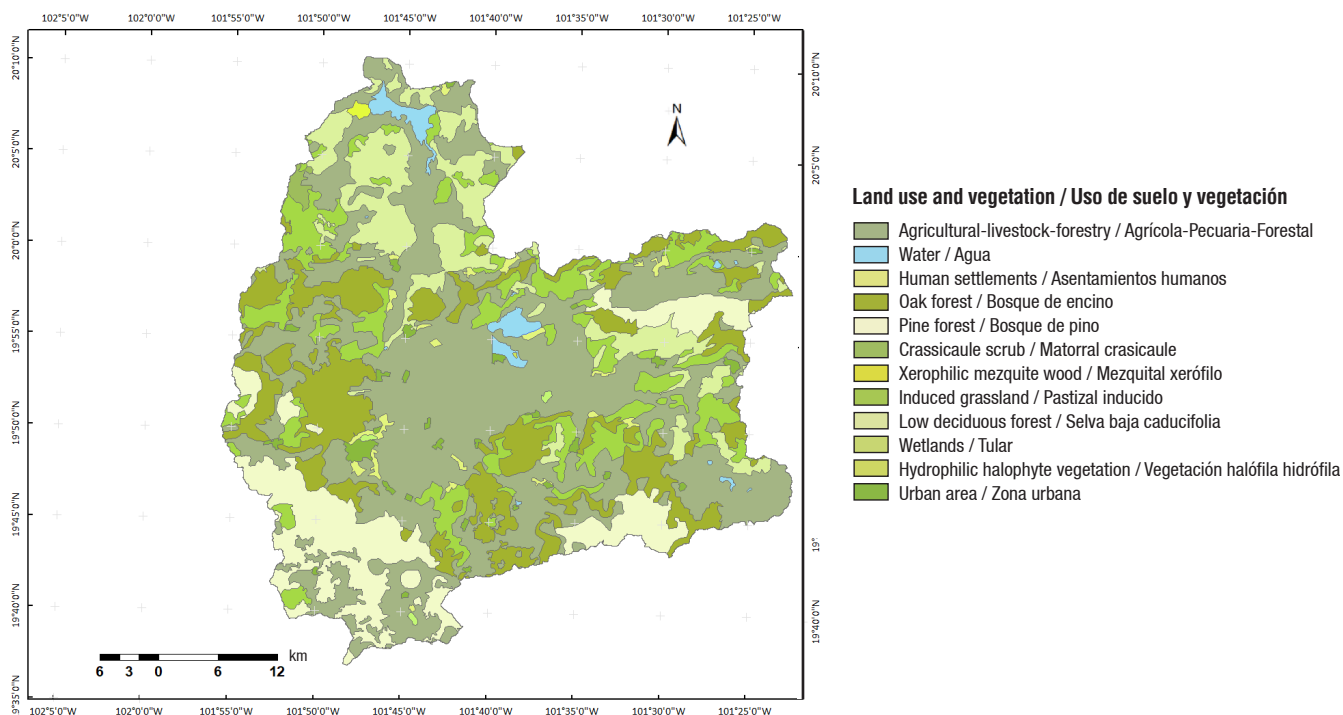 102°5'0"W 102°0'0"W 101°55'0"W 101°50'0"W 101°45'0"W 101°40'0"W 101°35'0"W 101°30'0"W 101°25'0"W
20°10'0"N
20°5'0"N
20°0'0"N
19°55'0"N
19°50'0"N
19°45'0"N
19°40'0"N
19°35'0"N
N
6 3 0 6 12 km
20°10'0"N
20°5'0"N
19°
19°40'0"N
102°5'0"W 102°0'0"W 101°55'0"W 101°50'0"W 101°45'0"W 101°40'0"W 101°35'0"W 101°30'0"W 101°25'0"W
Land use and vegetation / Uso de suelo y vegetación
Agricultural-livestock-forestry / Agrícola-Pecuaria-Forestal
Water / Agua
Human settlements / Asentamientos humanos
Oak forest / Bosque de encino
Pine forest / Bosque de pino
Crassicaule scrub / Matorral crasicaule
Xerophilic mezquite wood / Mezquital xerófilo
Induced grassland / Pastizal inducido
Low deciduous forest / Selva baja caducifolia
Wetlands / Tular
Hydrophilic halophyte vegetation / Vegetación halófila hidrófila
Urban area / Zona urbana